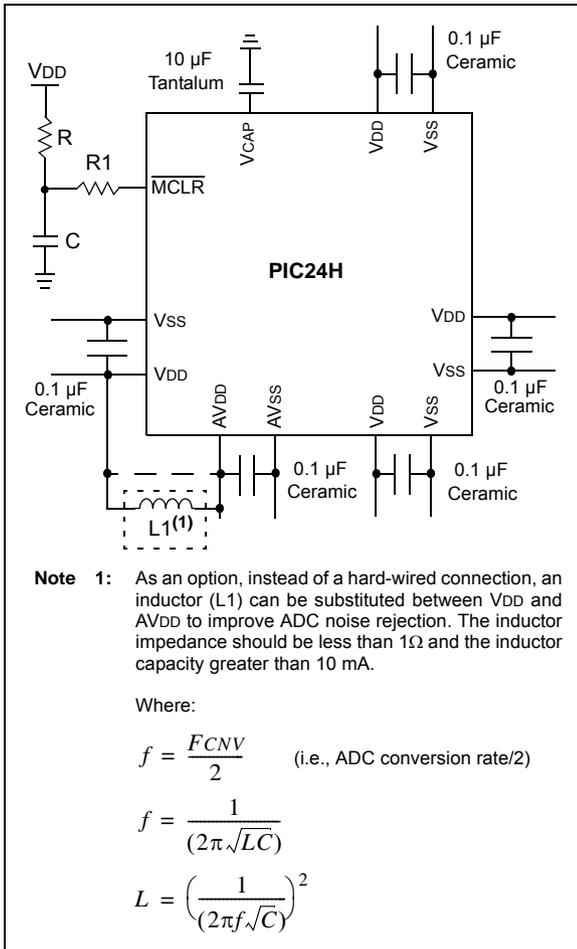 0.1 µF
Ceramic
10 µF
Tantalum
VDD
R
R1
C
VCAP
VDD
VSS
MCLR
PIC24H
VSS
VDD
0.1 µF
Ceramic
VDD
VSS
0.1 µF
Ceramic
AVDD
AVSS
VDD
VSS
0.1 µF
Ceramic
0.1 µF
Ceramic
L1(1)
Note 1: As an option, instead of a hard-wired connection, an
inductor (L1) can be substituted between VDD and
AVDD to improve ADC noise rejection. The inductor
impedance should be less than 1Ω and the inductor
capacity greater than 10 mA.
Where:
f = FCNV / 2 (i.e., ADC conversion rate/2)
f = 1 / (2π√LC)
L = (1 / (2πf√C))²